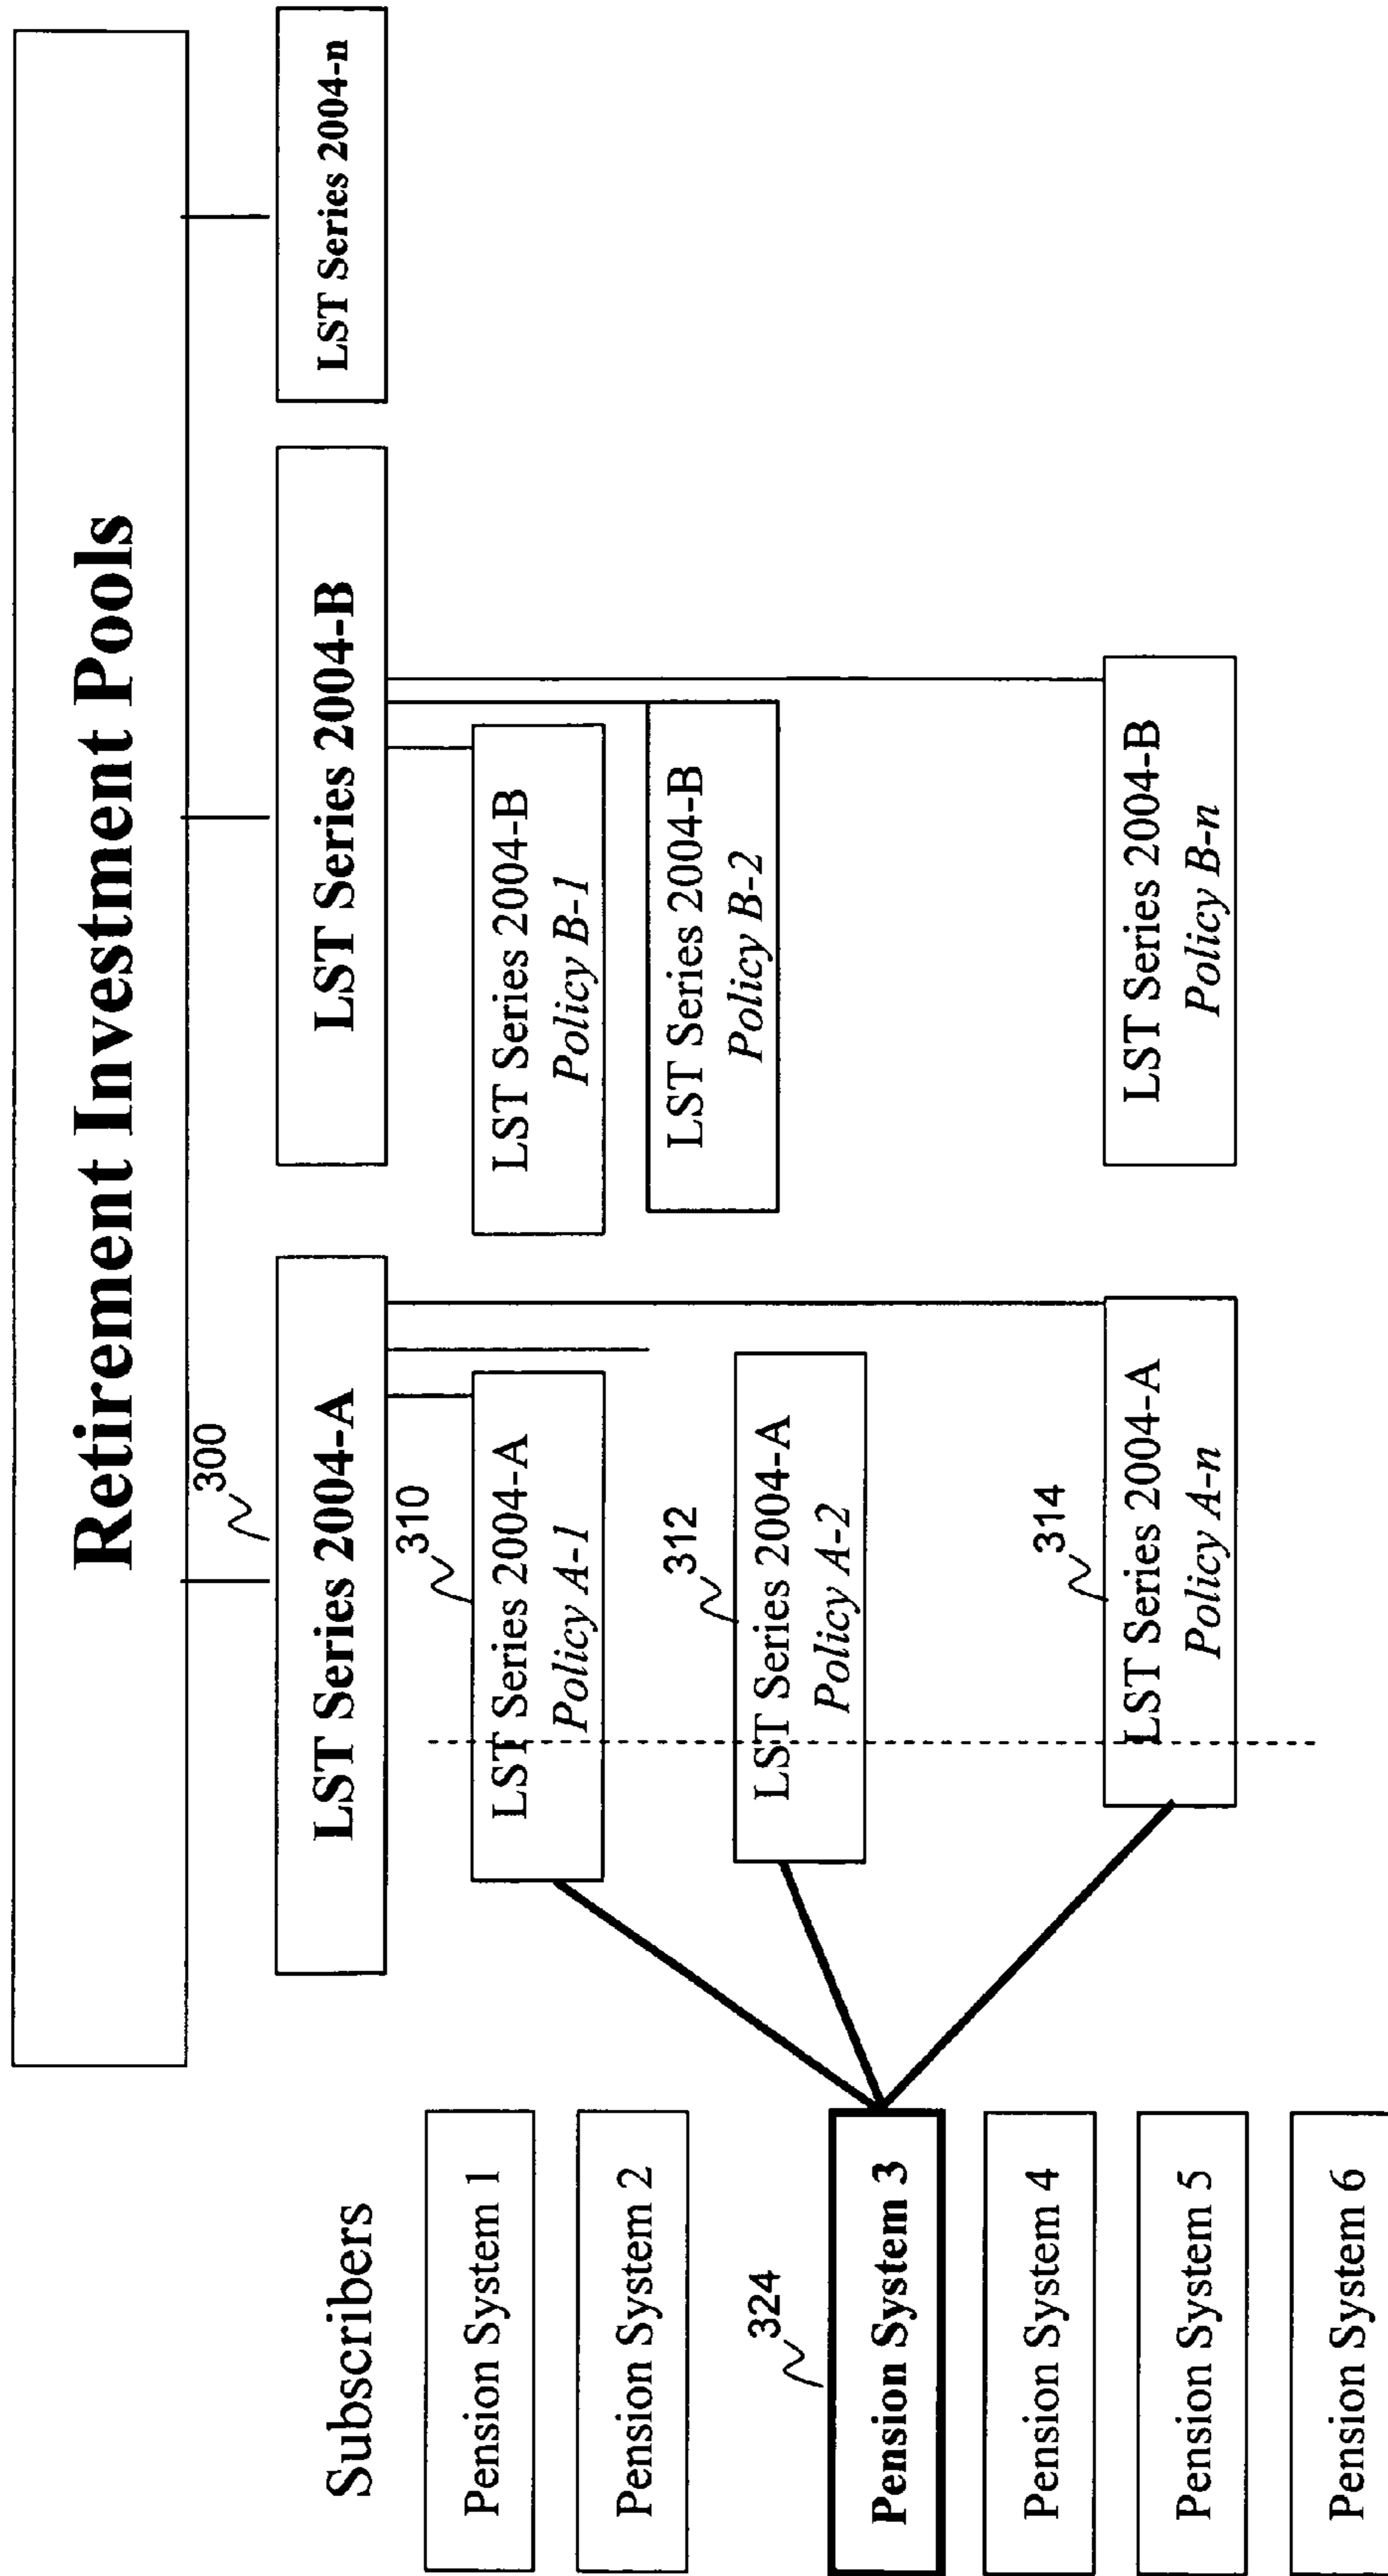 Retirement Investment Pools
300
LST Series 2004-A
LST Series 2004-B
LST Series 2004-n
Subscribers
310
LST Series 2004-A
Policy A-1
LST Series 2004-B
Policy B-1
Pension System 1
Pension System 2
312
LST Series 2004-A
Policy A-2
LST Series 2004-B
Policy B-2
324
Pension System 3
Pension System 4
314
LST Series 2004-A
Policy A-n
LST Series 2004-B
Policy B-n
Pension System 5
Pension System 6